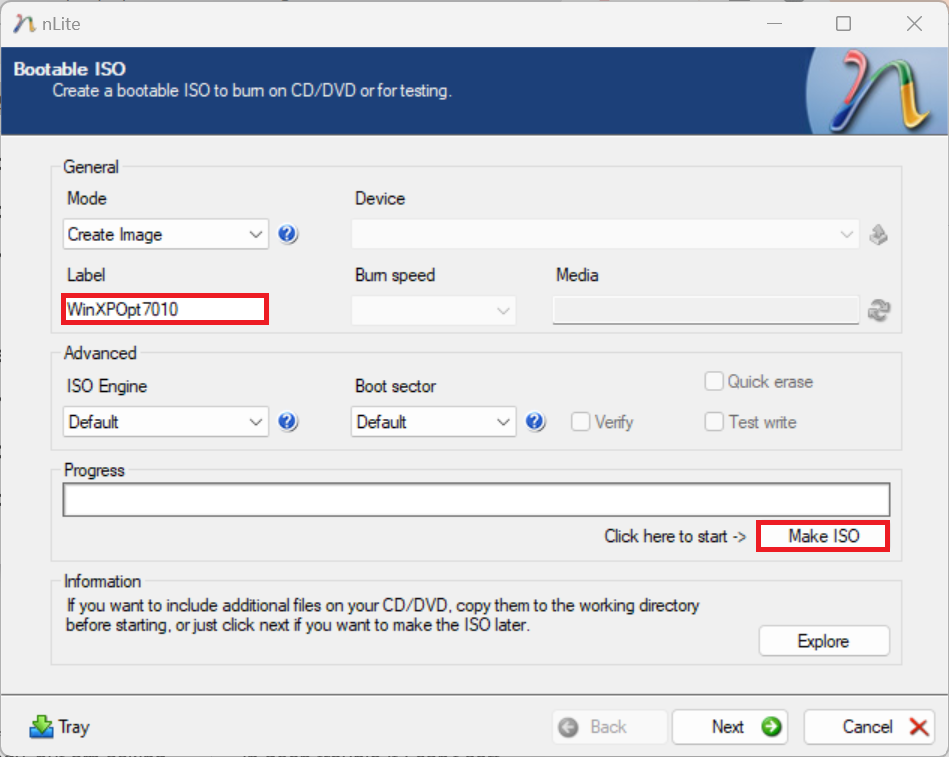 nLite
Bootable ISO
Create a bootable ISO to burn on CD/DVD or for testing.
General
Mode
Device
Create Image
Label
Burn speed
Media
WinXPOpt7010
Advanced
ISO Engine
Boot sector
Quick erase
Default
Default
Verify
Test write
Progress
Click here to start -> Make ISO
Information
If you want to include additional files on your CD/DVD, copy them to the working directory
before starting, or just click next if you want to make the ISO later.
Explore
Tray
Back
Next
Cancel